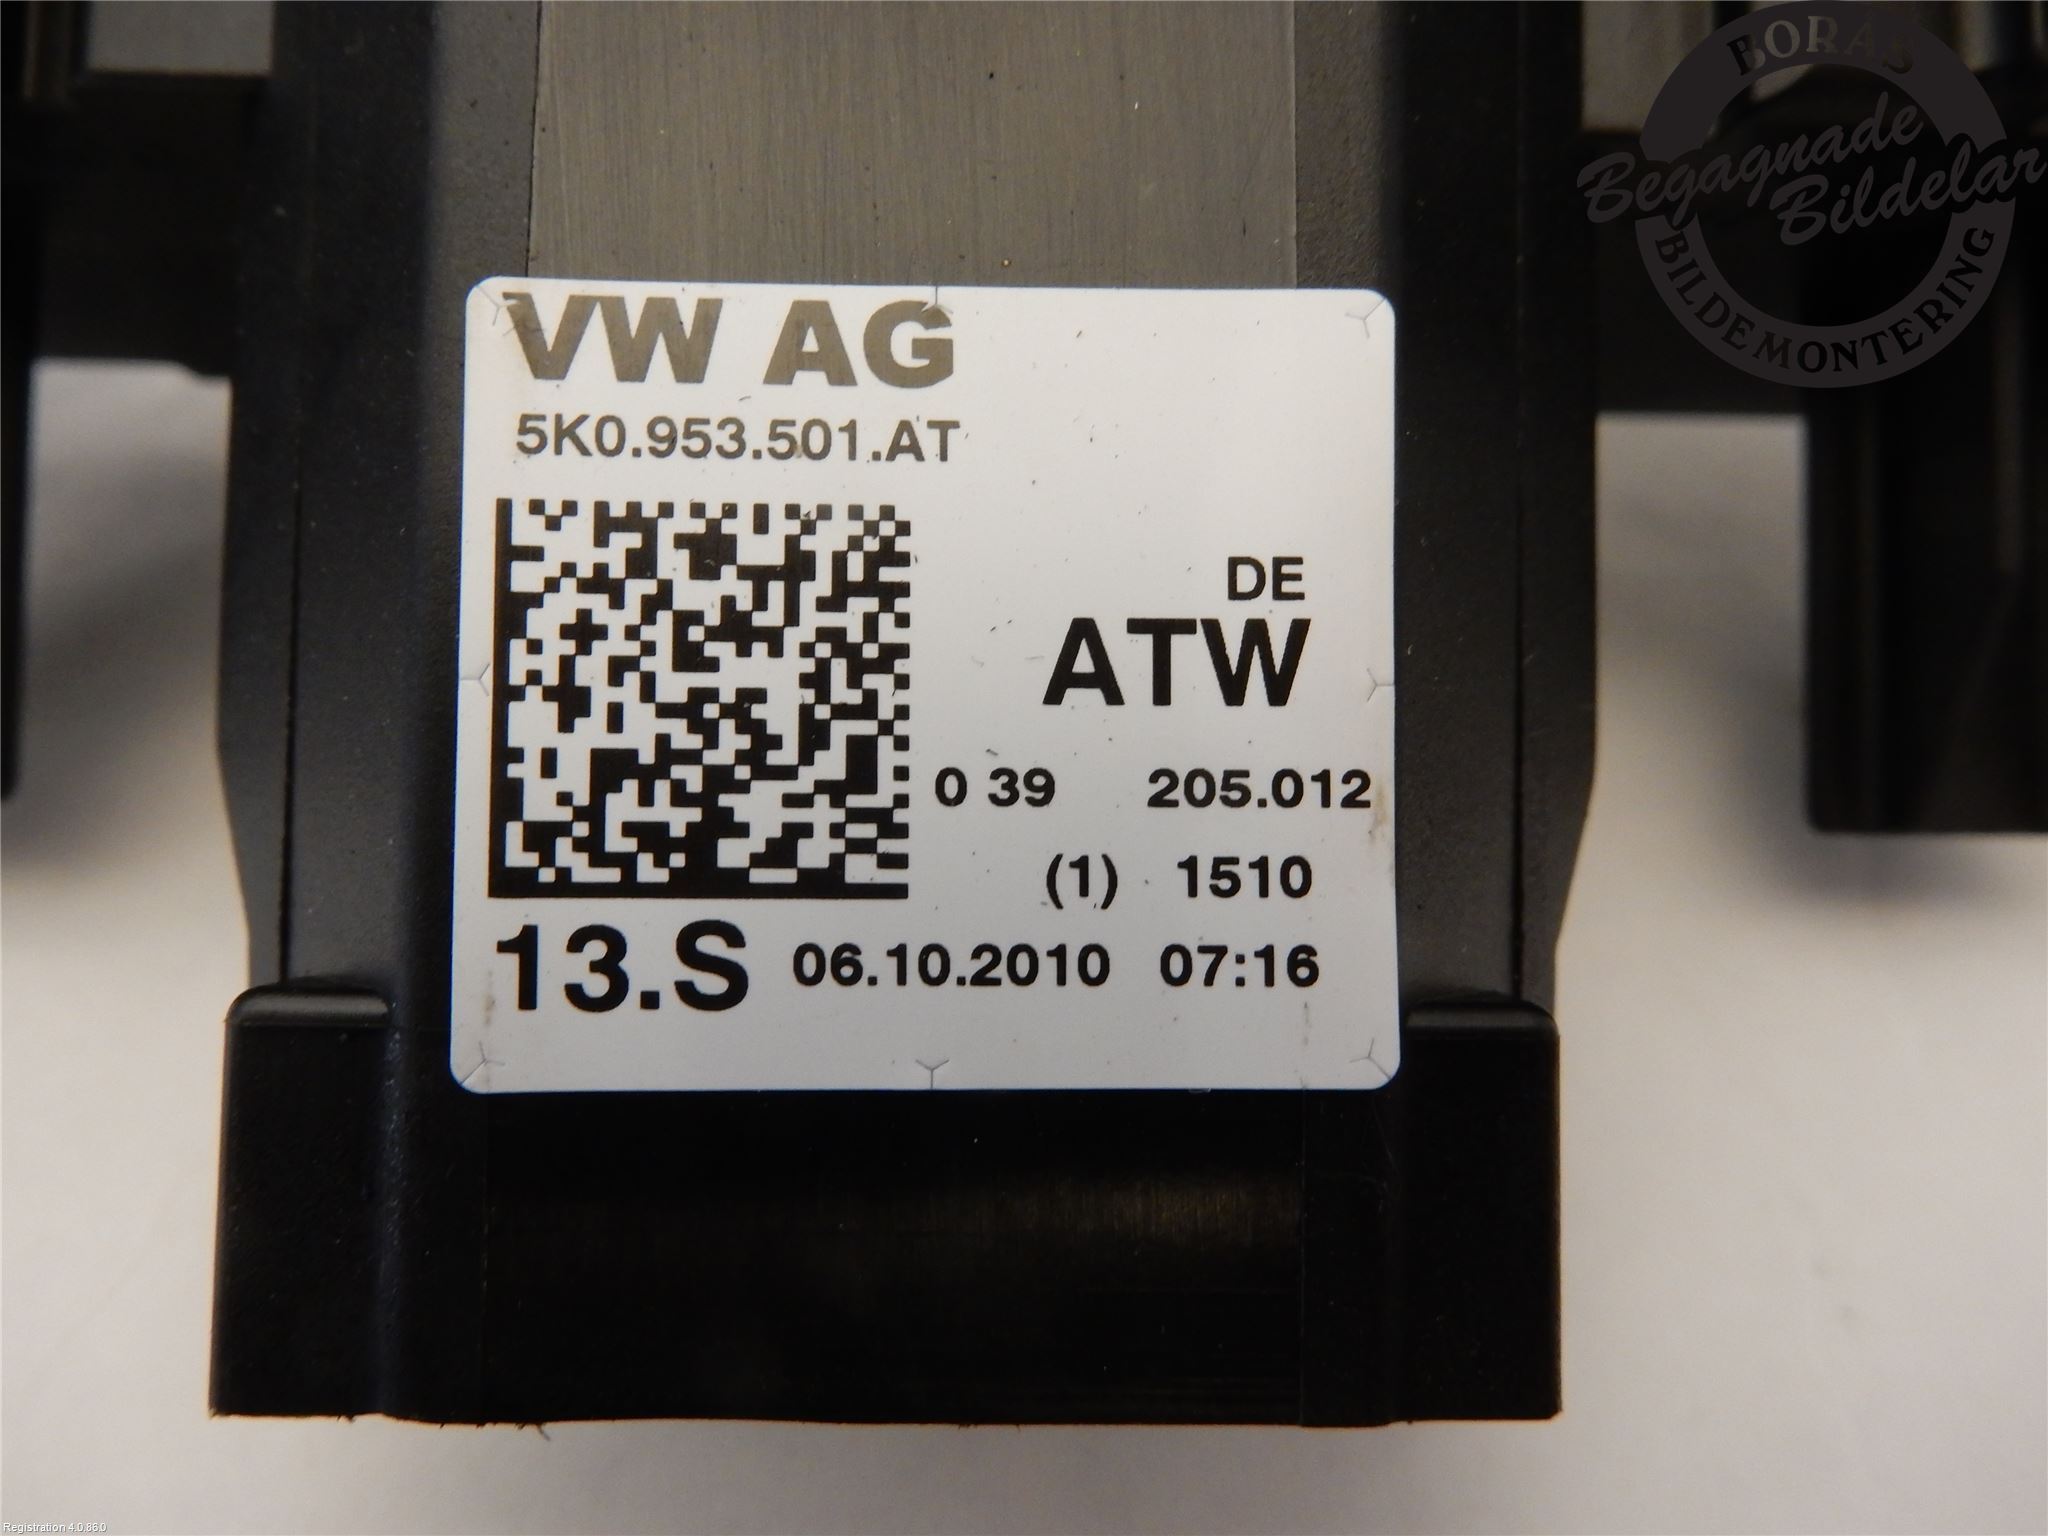 BORÅS
Begagnade
Bildelar
BILDEMONTERING
VW AG
5K0.953.501.AT
DE
ATW
0 39 205.012
(1) 1510
13.S 06.10.2010 07:16
Registration 4.0.86.0